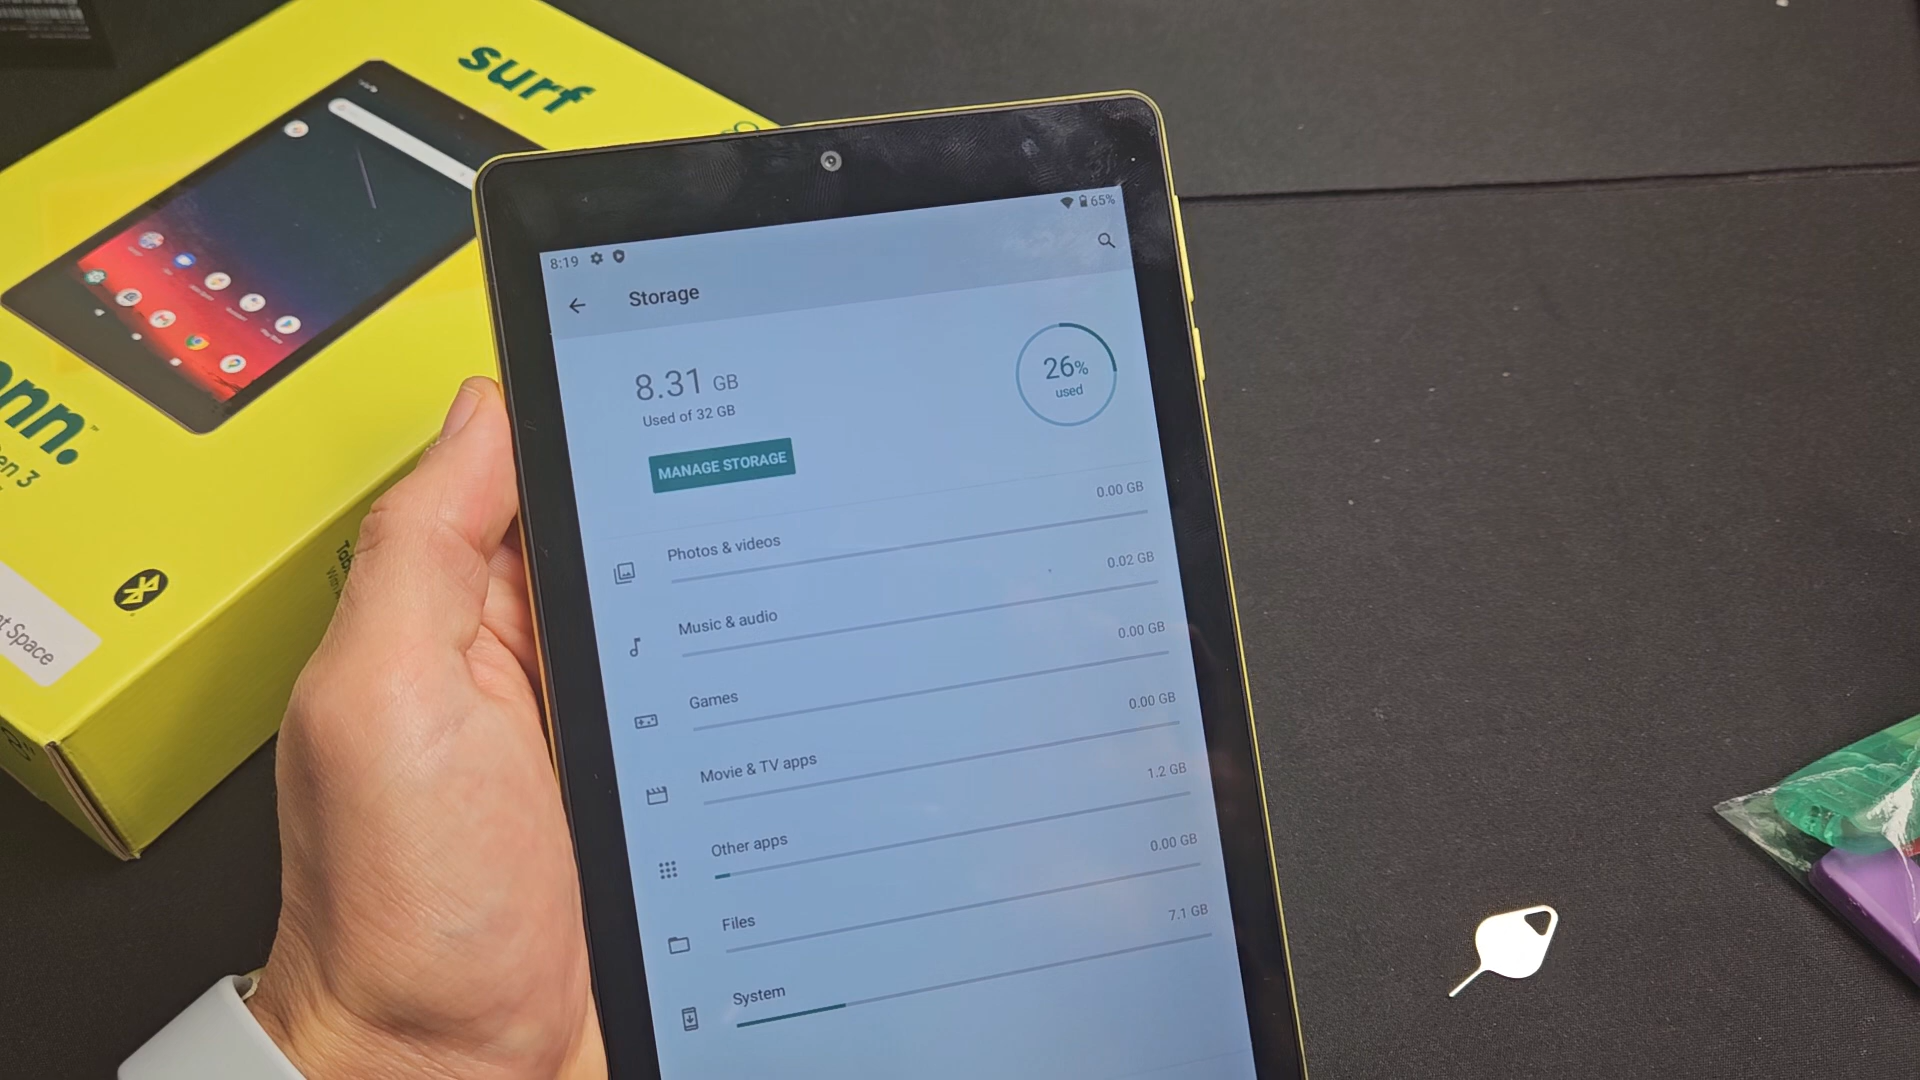 surf
onn.
en 3
t Space
8:19
65%
Storage
8.31 GB
Used of 32 GB
26%
used
MANAGE STORAGE
Photos & videos
0.00 GB
Music & audio
0.02 GB
Games
0.00 GB
Movie & TV apps
0.00 GB
Other apps
1.2 GB
Files
0.00 GB
System
7.1 GB